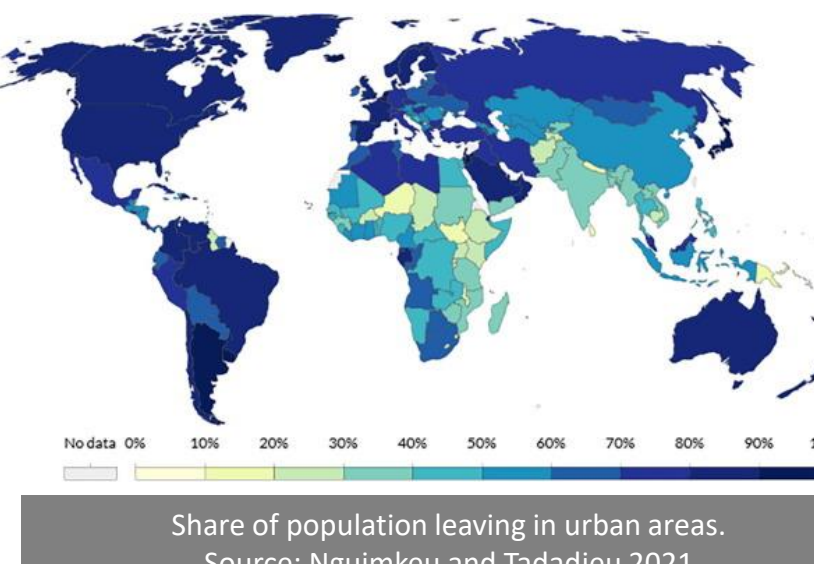 No data 0% 10% 20% 30% 40% 50% 60% 70% 80% 90% 1
Share of population leaving in urban areas.
Source: Nguimkeu and Tadadjeu 2021